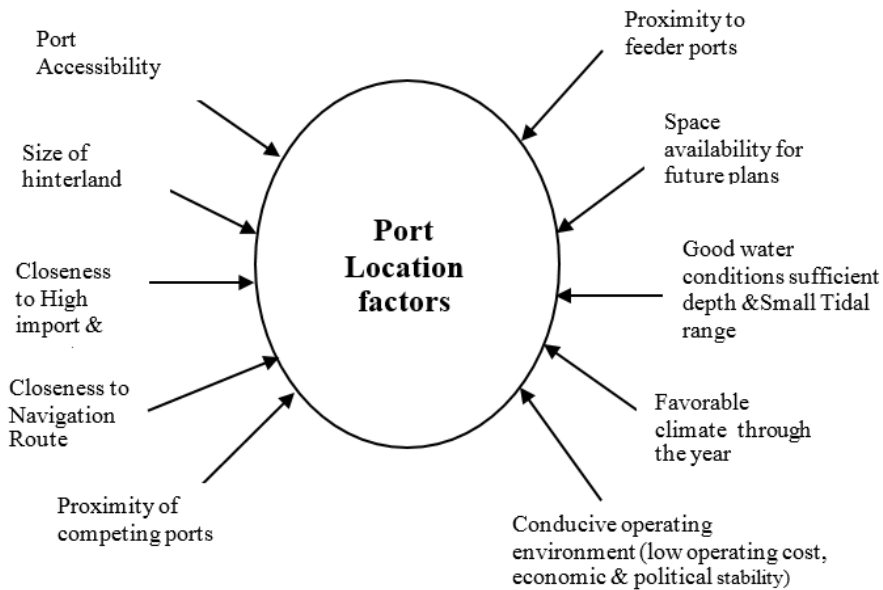 Port
Accessibility
Size of
hinterland
Closeness
to High
import &
Closeness to
Navigation
Route
Proximity of
competing ports
Port
Location
factors
Proximity to
feeder ports
Space
availability for
future plans
Good water
conditions sufficient
depth &Small Tidal
range
Favorable
climate through
the year
Conducive operating
environment (low operating cost,
economic & political stability)